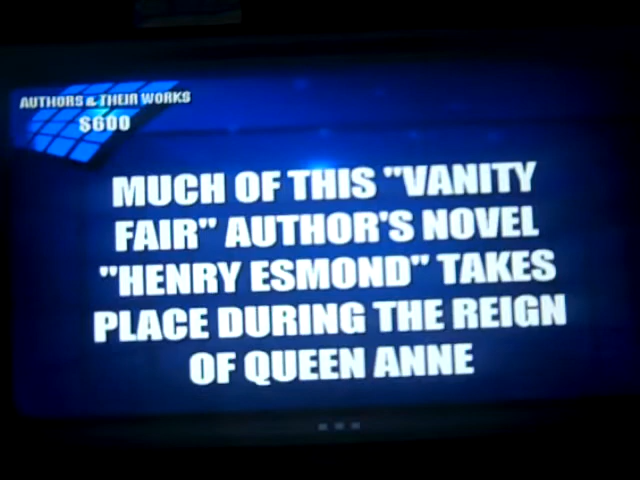 AUTHORS & THEIR WORKS
$600
MUCH OF THIS "VANITY
FAIR" AUTHOR'S NOVEL
"HENRY ESMOND" TAKES
PLACE DURING THE REIGN
OF QUEEN ANNE